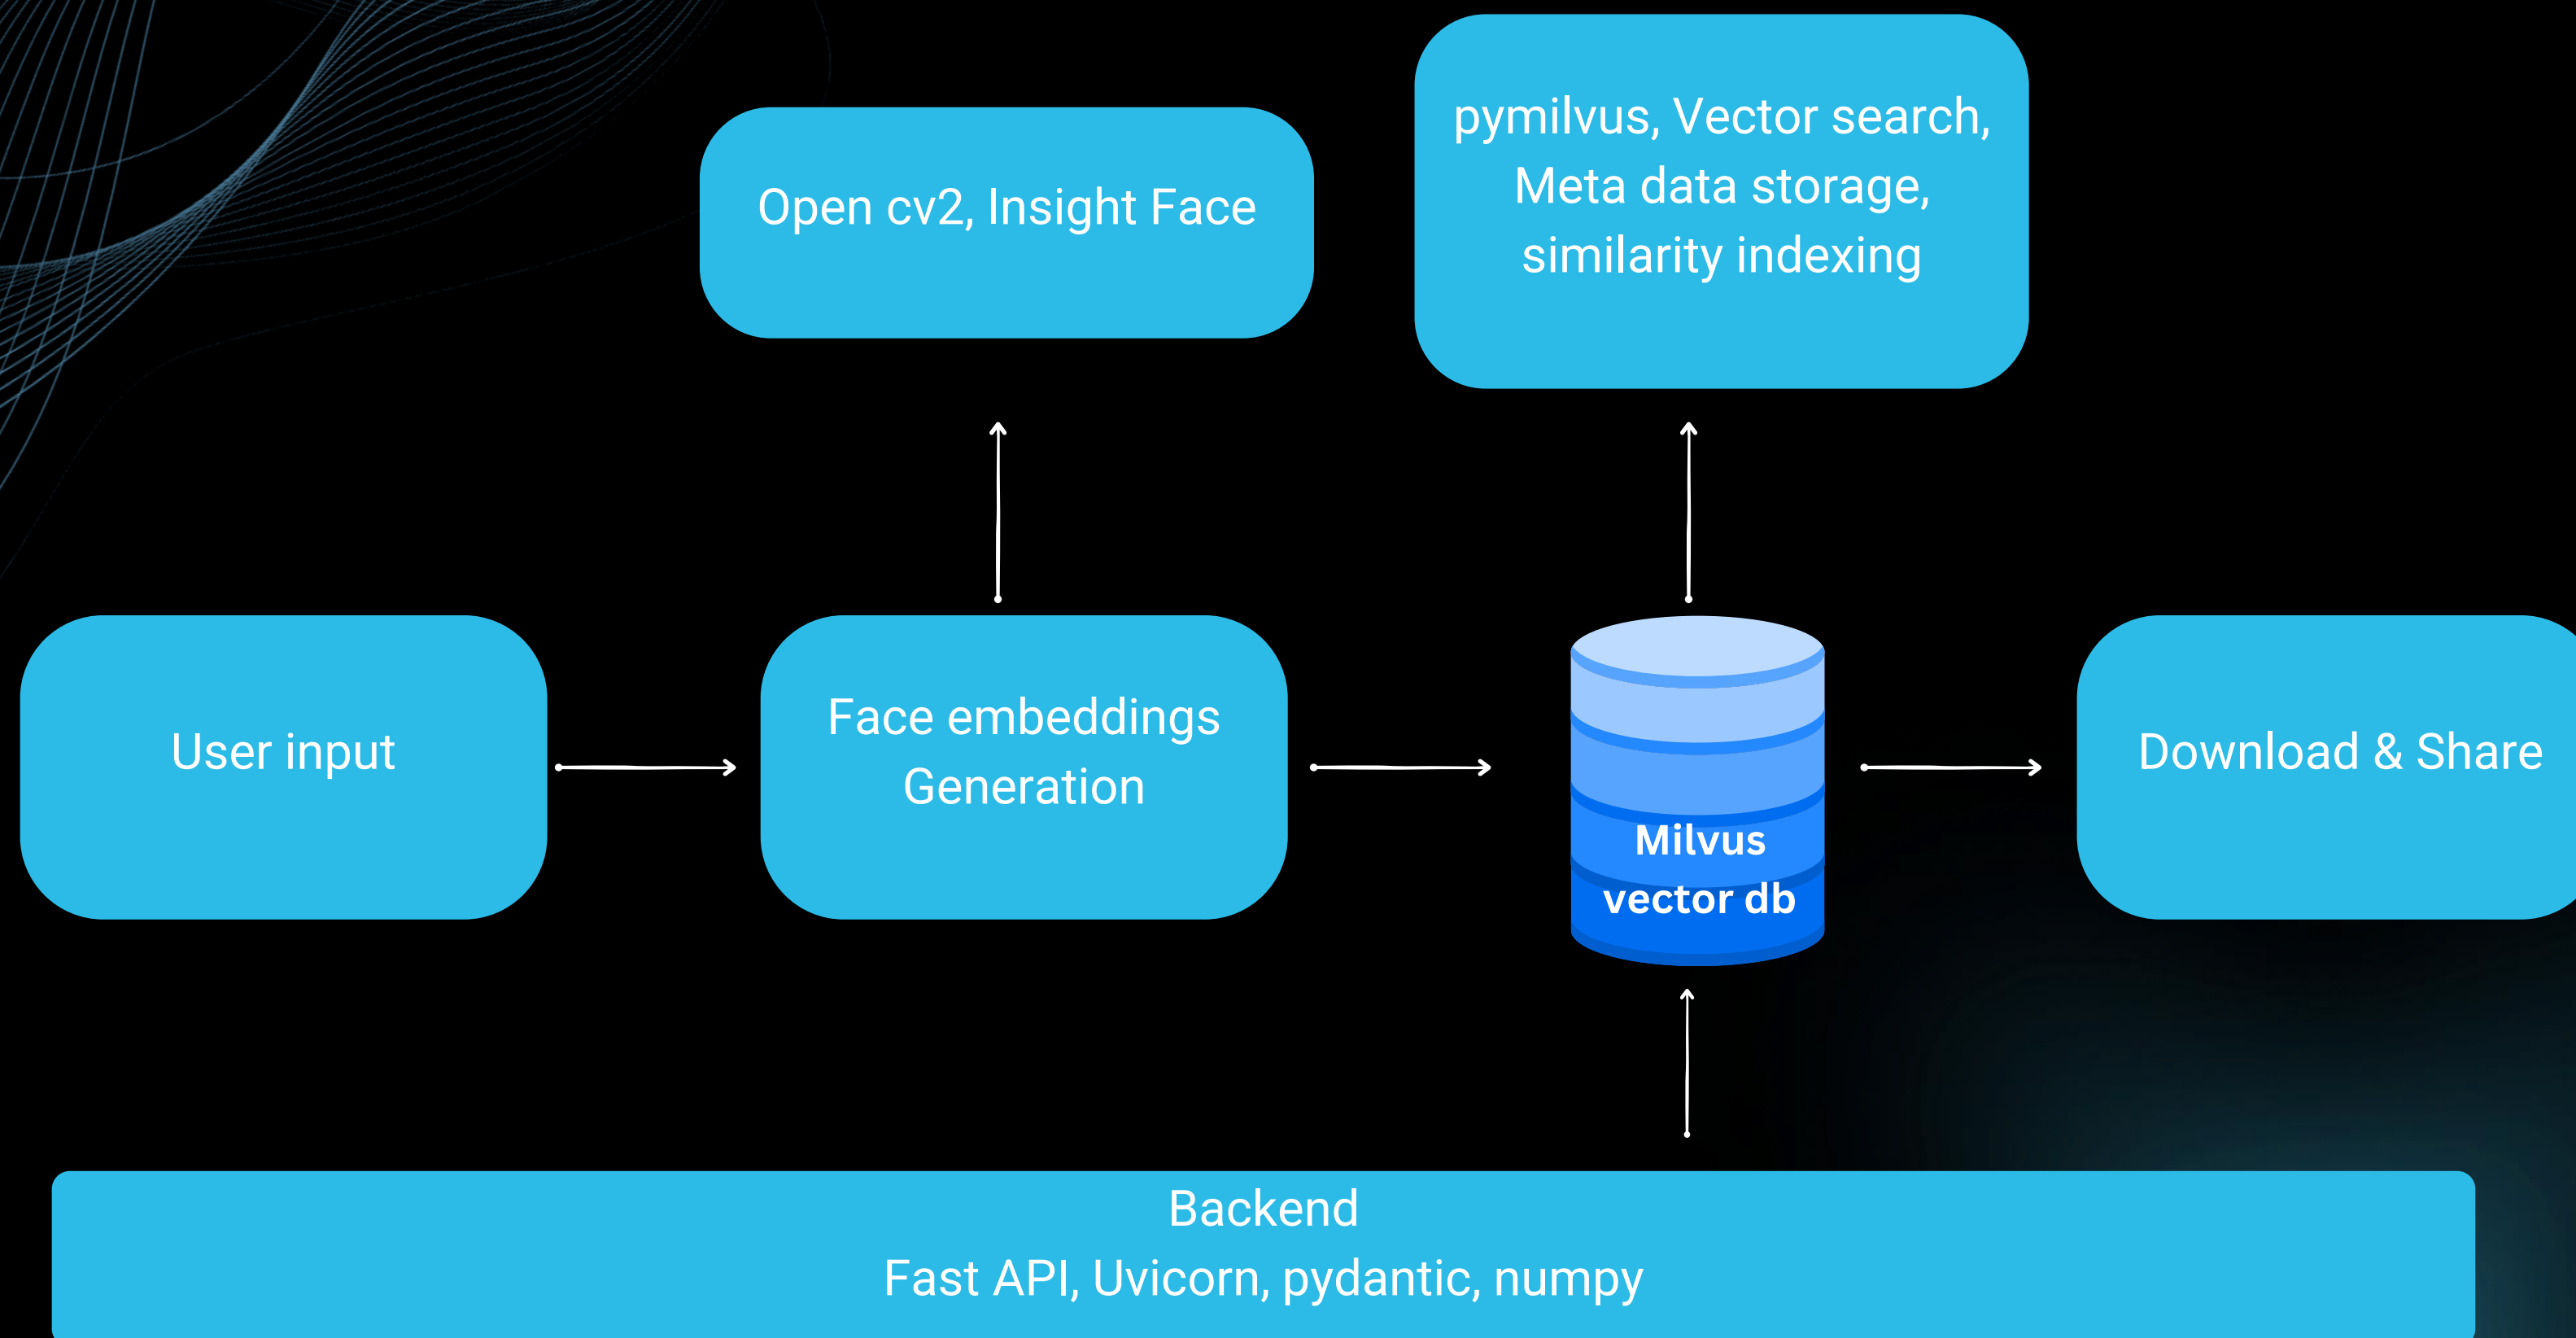 Open cv2, Insight Face
pymilvus, Vector search,
Meta data storage,
similarity indexing
User input
Face embeddings
Generation
Milvus
vector db
Download & Share
Backend
Fast API, Uvicorn, pydantic, numpy